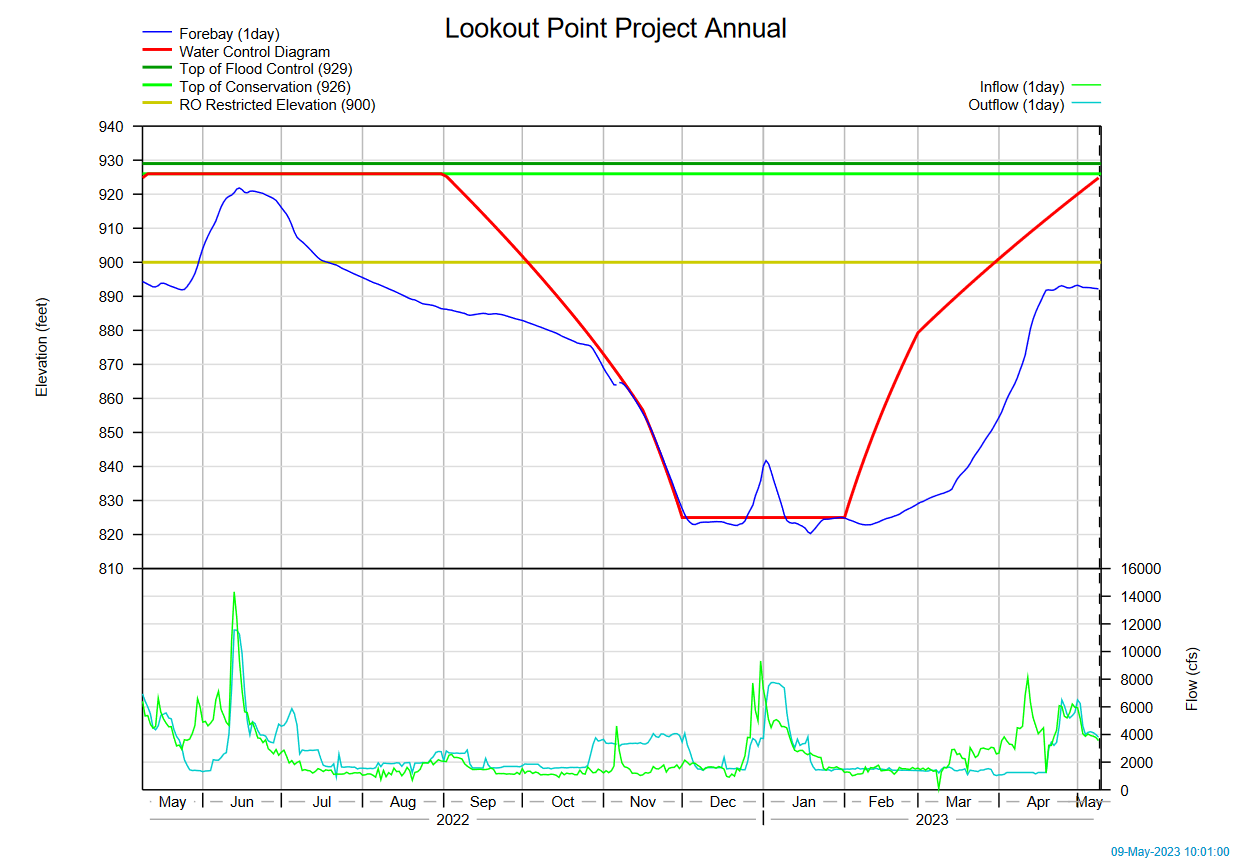 Lookout Point Project Annual
Forebay (1day)
Water Control Diagram
Top of Flood Control (929)
Top of Conservation (926)
RO Restricted Elevation (900)
Inflow (1day)
Outflow (1day)
940
930
920
910
900
890
880
870
860
850
840
830
820
810
Elevation (feet)
16000
14000
12000
10000
8000
6000
4000
2000
0
Flow (cfs)
May Jun Jul Aug Sep Oct Nov Dec Jan Feb Mar Apr May
2022 2023
09-May-2023 10:01:00